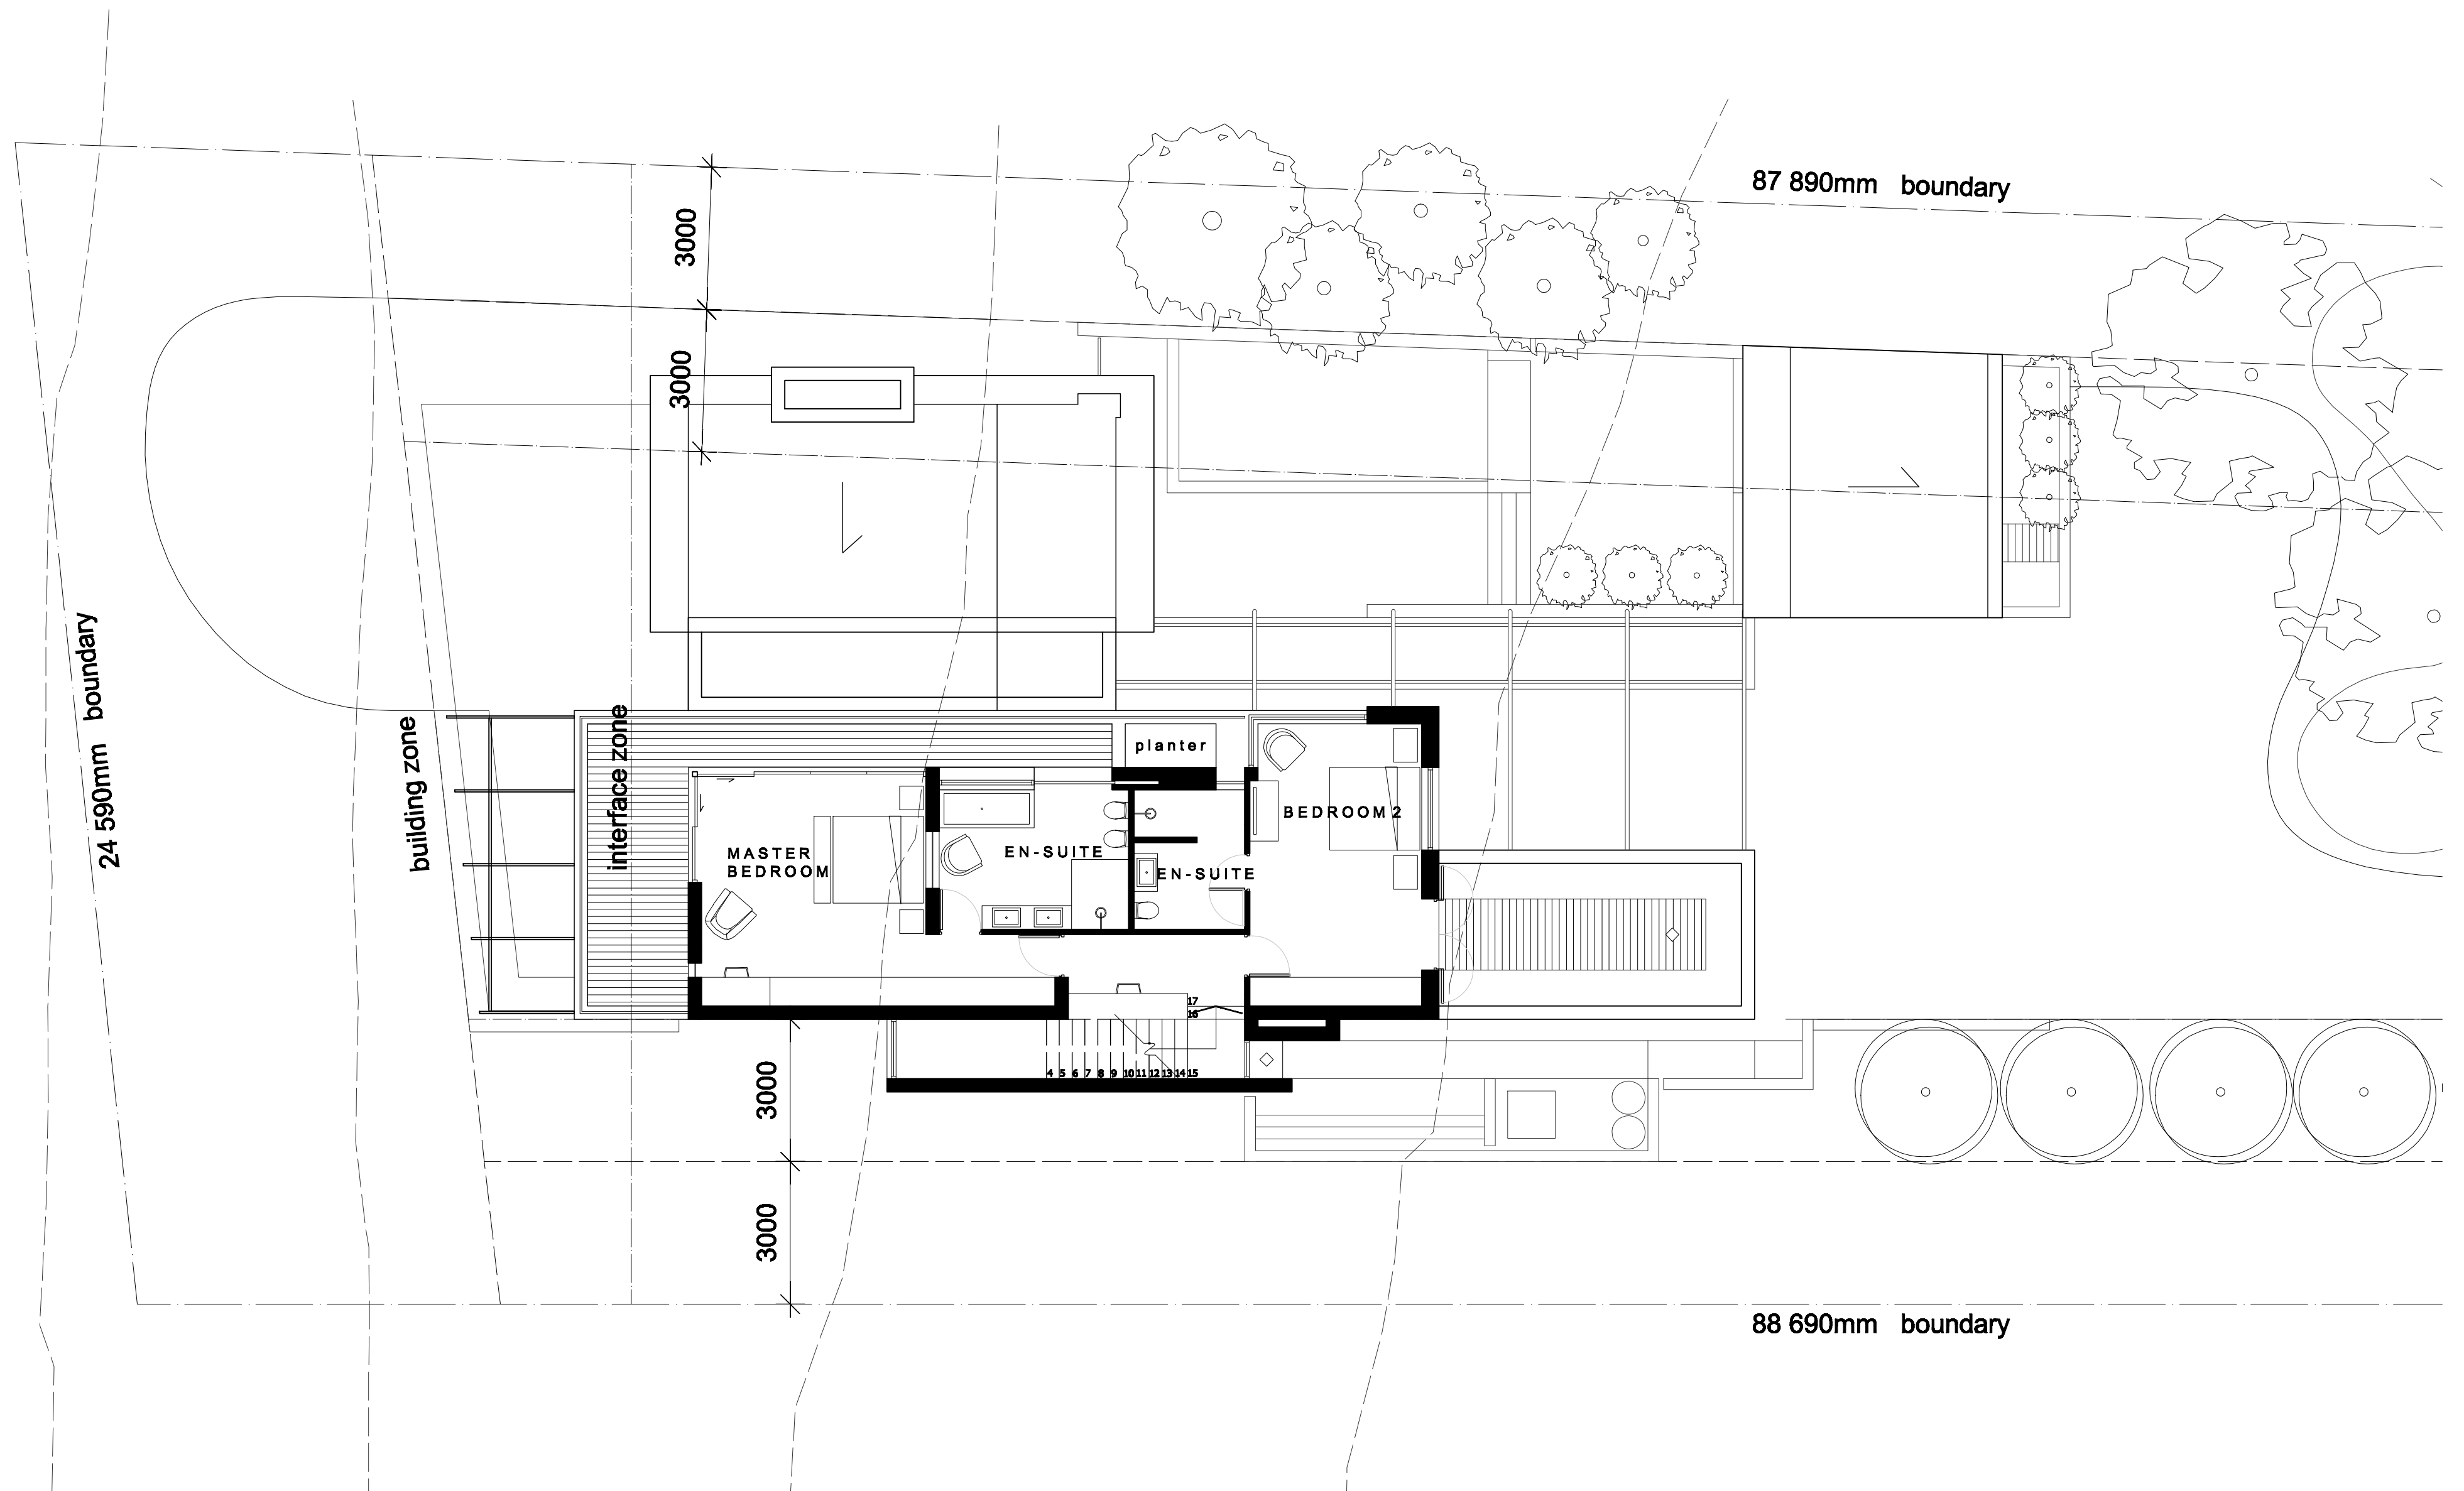 87 890mm boundary
3000
3000
24 590mm boundary
building zone
interface zone
planter
BEDROOM 2
MASTER
BEDROOM
EN-SUITE
EN-SUITE
17
16
4 5 6 7 8 9 10 11 12 13 14 15
3000
3000
88 690mm boundary